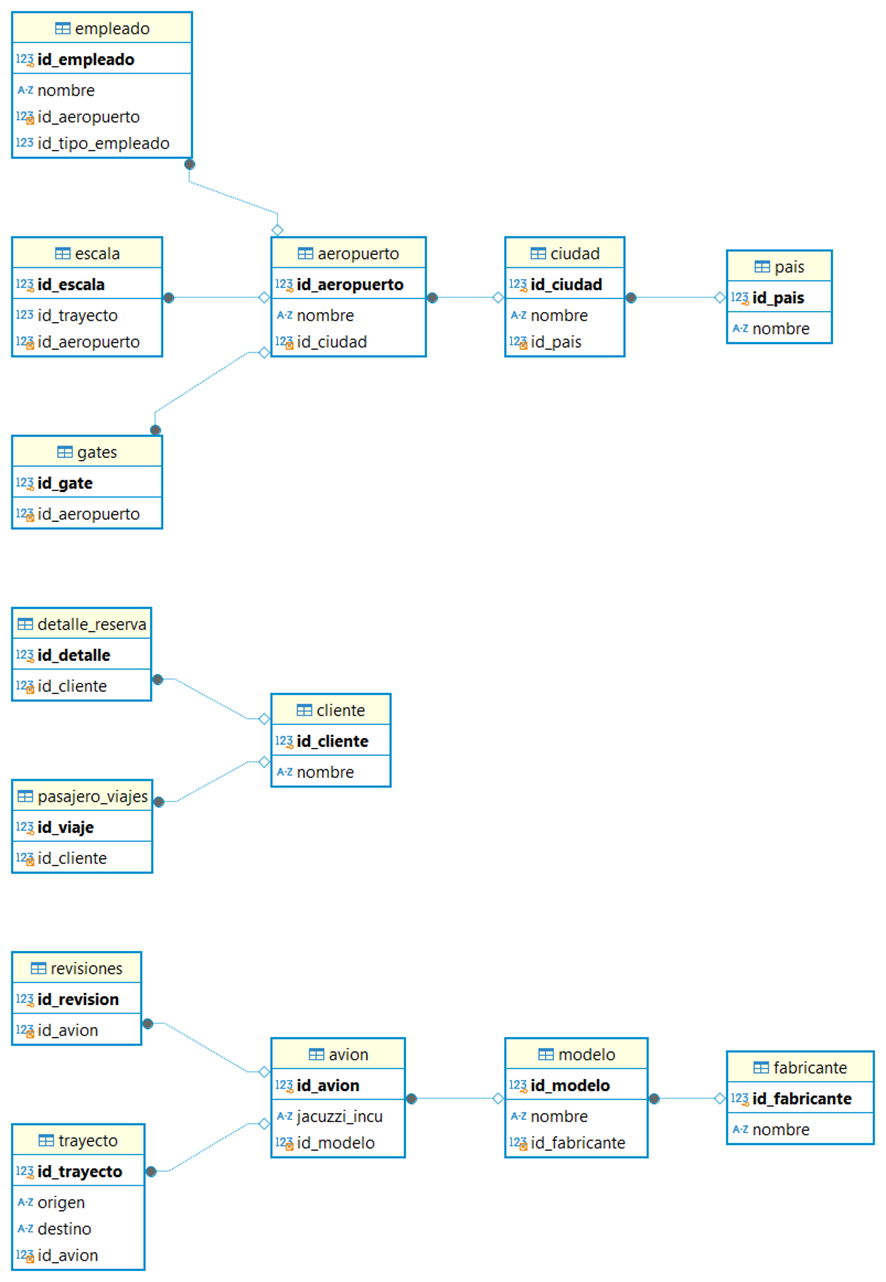 empleado
123 id_empleado
A-Z nombre
123 id_aeropuerto
123 id_tipo_empleado
escala
123 id_escala
123 id_trayecto
123 id_aeropuerto
aeropuerto
123 id_aeropuerto
A-Z nombre
123 id_ciudad
ciudad
123 id_ciudad
A-Z nombre
123 id_pais
pais
123 id_pais
A-Z nombre
gates
123 id_gate
123 id_aeropuerto
detalle_reserva
123 id_detalle
123 id_cliente
cliente
123 id_cliente
A-Z nombre
pasajero_viajes
123 id_viaje
123 id_cliente
revisiones
123 id_revision
123 id_avion
avion
123 id_avion
A-Z jacuzzi_incu
123 id_modelo
modelo
123 id_modelo
A-Z nombre
123 id_fabricante
fabricante
123 id_fabricante
A-Z nombre
trayecto
123 id_trayecto
A-Z origen
A-Z destino
123 id_avion